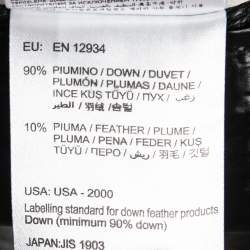 EU: EN 12934
90% PIUMINO / DOWN / DUVET /
PLUMÓN / PLUMAS / DAUNE /
INCE KUŞ TÜYÜ / ПУХ / زغب /
الطير / 羽绒 / 솜털
10% PIUMA / FEATHER / PLUME /
PLUMA / PENA / FEDER / KUŞ
TÜYÜ / ПЕРО / ريش / 羽毛 / 깃털
USA: USA - 2000
Labelling standard for down feather products
Down (minimum 90% down)
JAPAN:JIS 1903